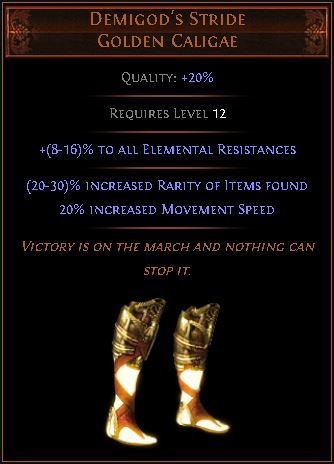 Demigod's Stride
Golden Caligae
Quality: +20%
Requires Level 12
+(8-16)% to all Elemental Resistances
(20-30)% increased Rarity of Items found
20% increased Movement Speed
Victory is on the march and nothing can
stop it.